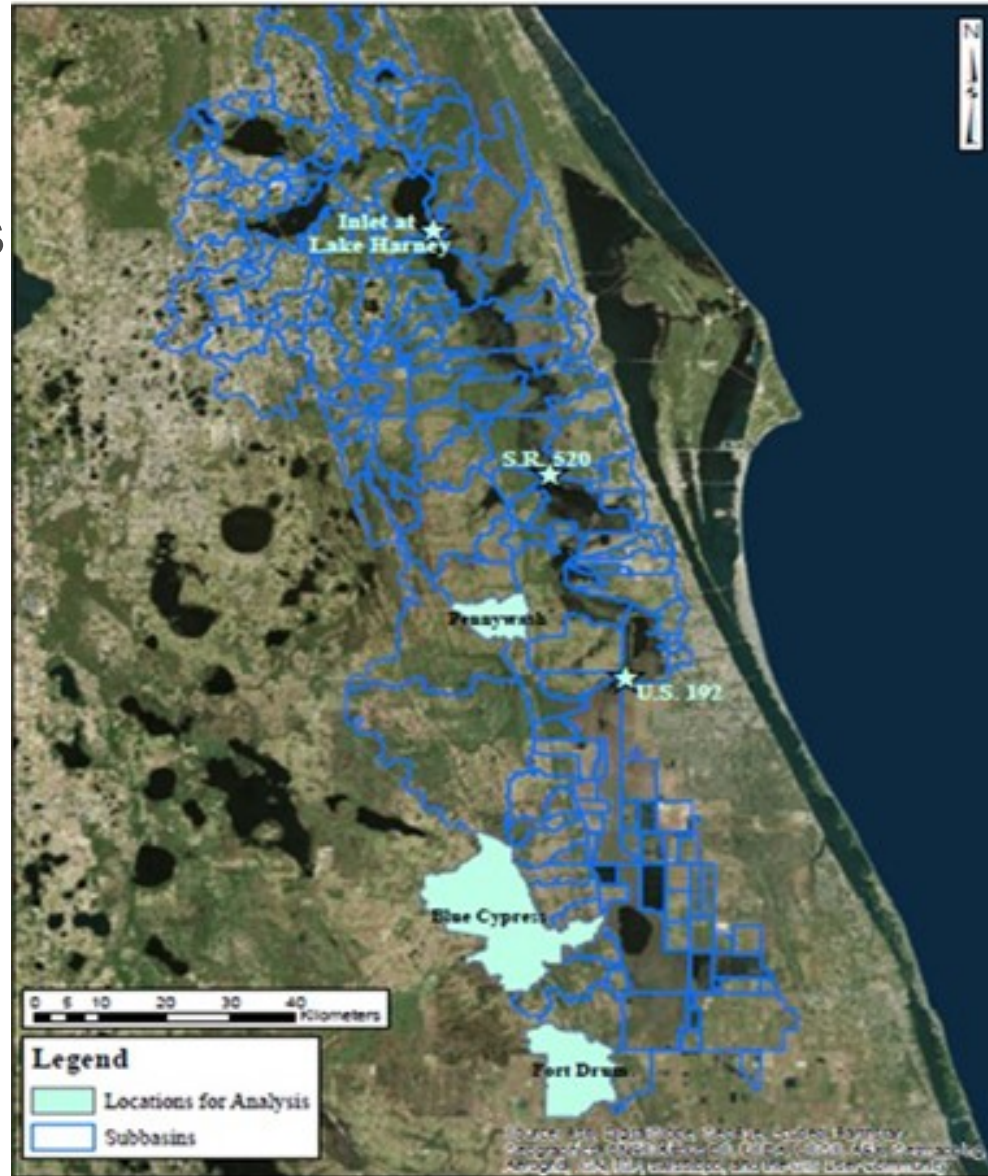 S
N
Inlet at
Lake Harney
S.R. 520
Pennywash
U.S. 192
Blue Cypress
Fort Drum
0 5 10 20 30 40
Kilometers
Legend
Locations for Analysis
Subbasins